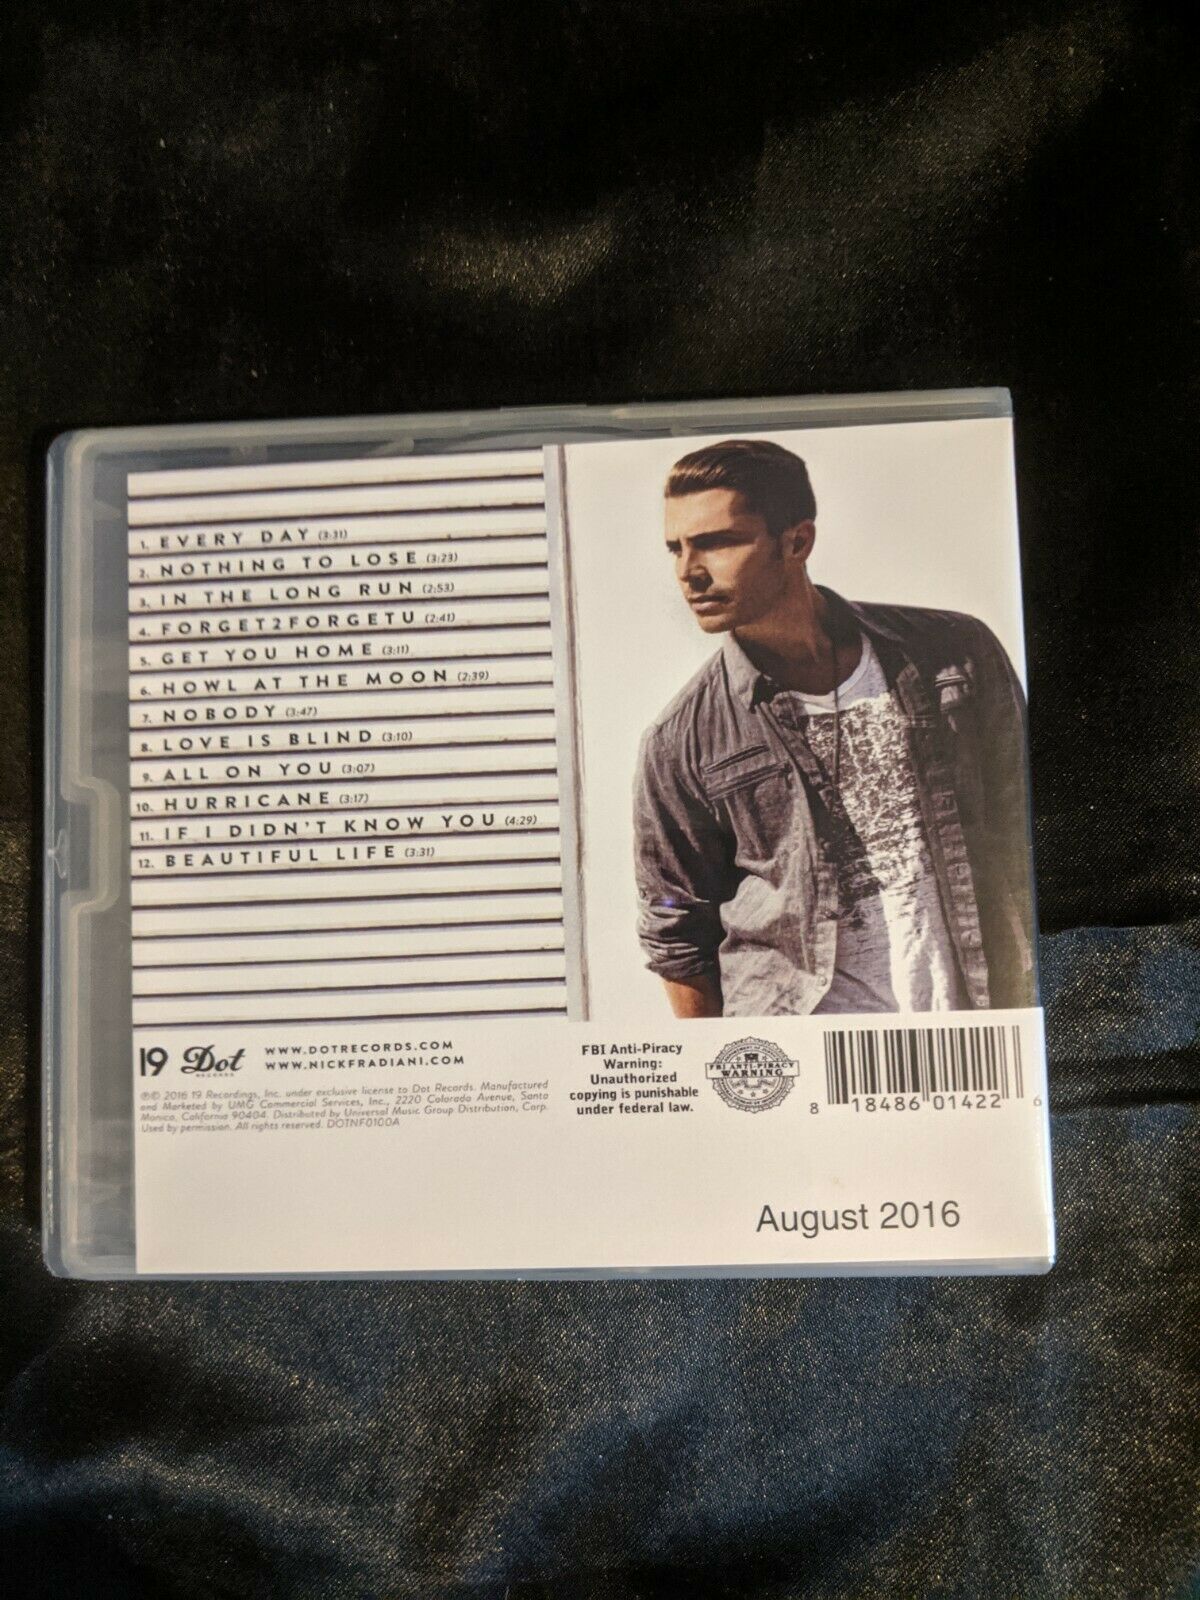 1. EVERY DAY (3:31)
2. NOTHING TO LOSE (3:23)
3. IN THE LONG RUN (2:53)
4. FORGET2FORGETU (2:41)
5. GET YOU HOME (3:11)
6. HOWL AT THE MOON (2:39)
7. NOBODY (3:47)
8. LOVE IS BLIND (3:10)
9. ALL ON YOU (3:07)
10. HURRICANE (3:17)
11. IF I DIDN'T KNOW YOU (4:29)
12. BEAUTIFUL LIFE (3:31)
19 Dot RECORDS
WWW.DOTRECORDS.COM
WWW.NICKFRADIANI.COM
℗© 2016 19 Recordings, Inc. under exclusive license to Dot Records. Manufactured
and Marketed by UMG Commercial Services, Inc., 2220 Colorado Avenue, Santa
Monica, California 90404. Distributed by Universal Music Group Distribution, Corp.
Used by permission. All rights reserved. DOTNF0100A
FBI Anti-Piracy
Warning:
Unauthorized
copying is punishable
under federal law.
FBI ANTI-PIRACY
WARNING
8 18486 01422 6
August 2016